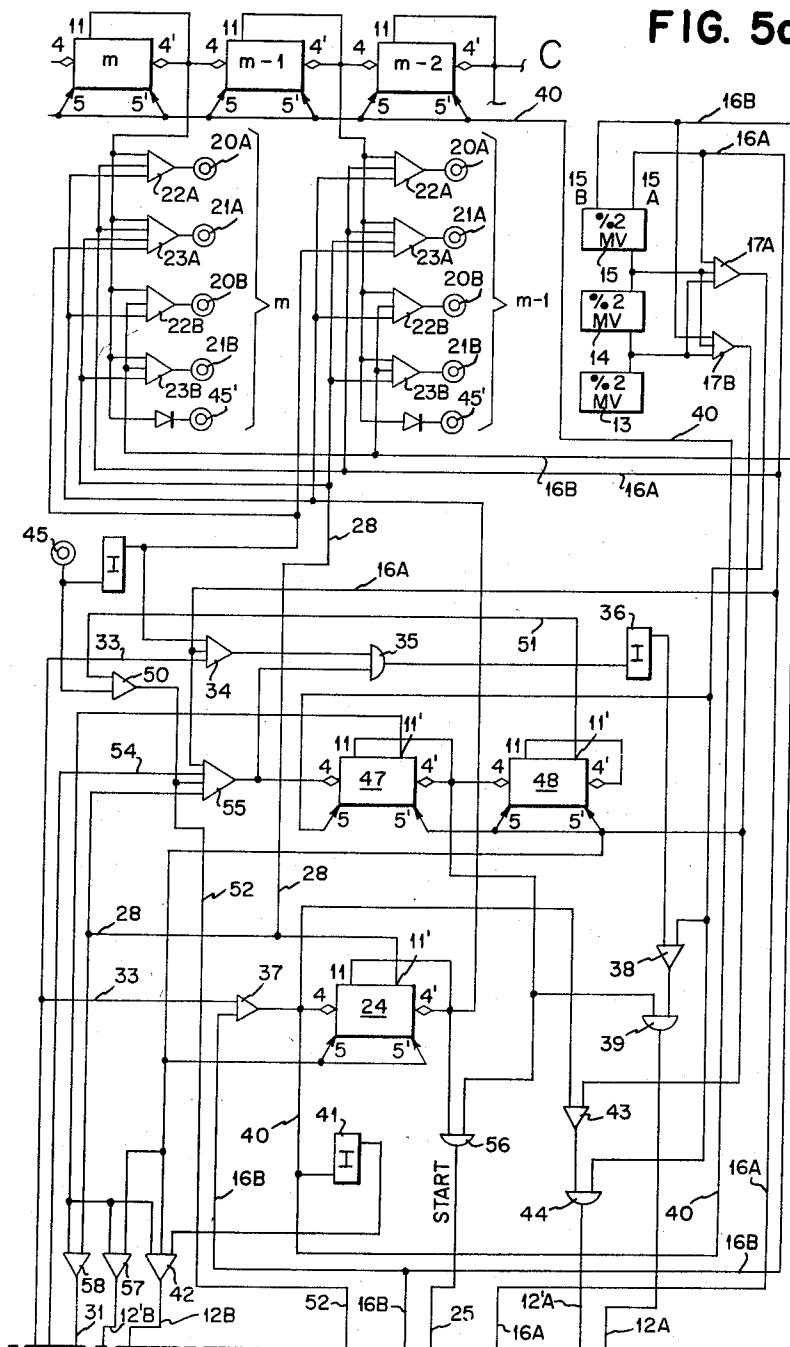 FIG. 5a
11 11 11
4 m 4' 4 m-1 4' 4 m-2 4' C
5 5' 5 5' 5 5' 40
16B
16A
20A 20A
22A 22A
15B 15A
21A 21A
23A 23A
%2 MV
15
17A
20B 20B
m m-1
22B 22B
%2 MV
14
21B 21B
23B 23B
17B
%2 MV
13
45' 45'
40
16B 16A
28
45
I
16A
36
I
33
50
51
35
34
11 11' 11 11'
54
4 47 4' 4 48 4'
55
5 5' 5 5'
52
28
28
38
11 11'
33
37
4 24 4'
39
5 5'
40
41
I
43
56
16B
START
44
16A
40
16B
58 57 42
31 12'B 12B
52 16B 25 16A 12'A 12A